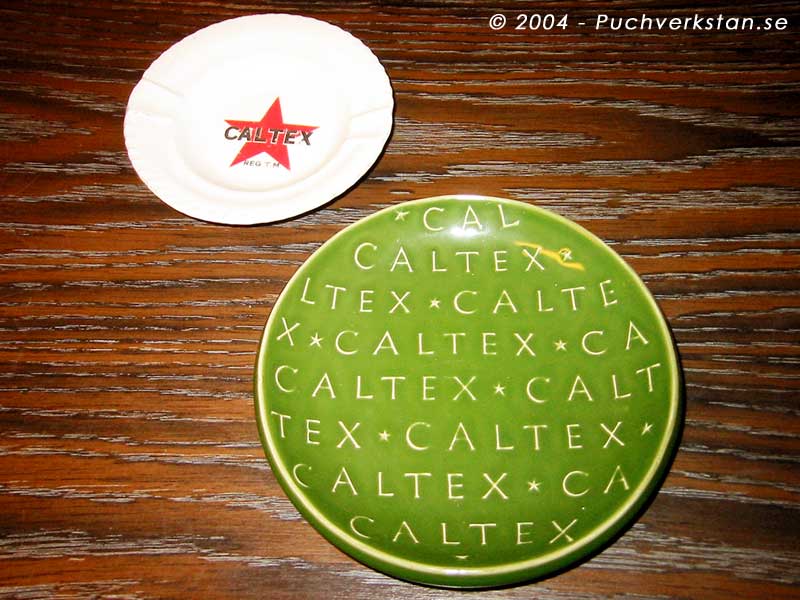 © 2004 - Puchverkstan.se
CALTEX
REG. T.M.
* CAL
CALTEX *
LTEX * CALTE
X * CALTEX * CA
CALTEX * CALT
TEX * CALTEX *
CALTEX * CA
CALTEX